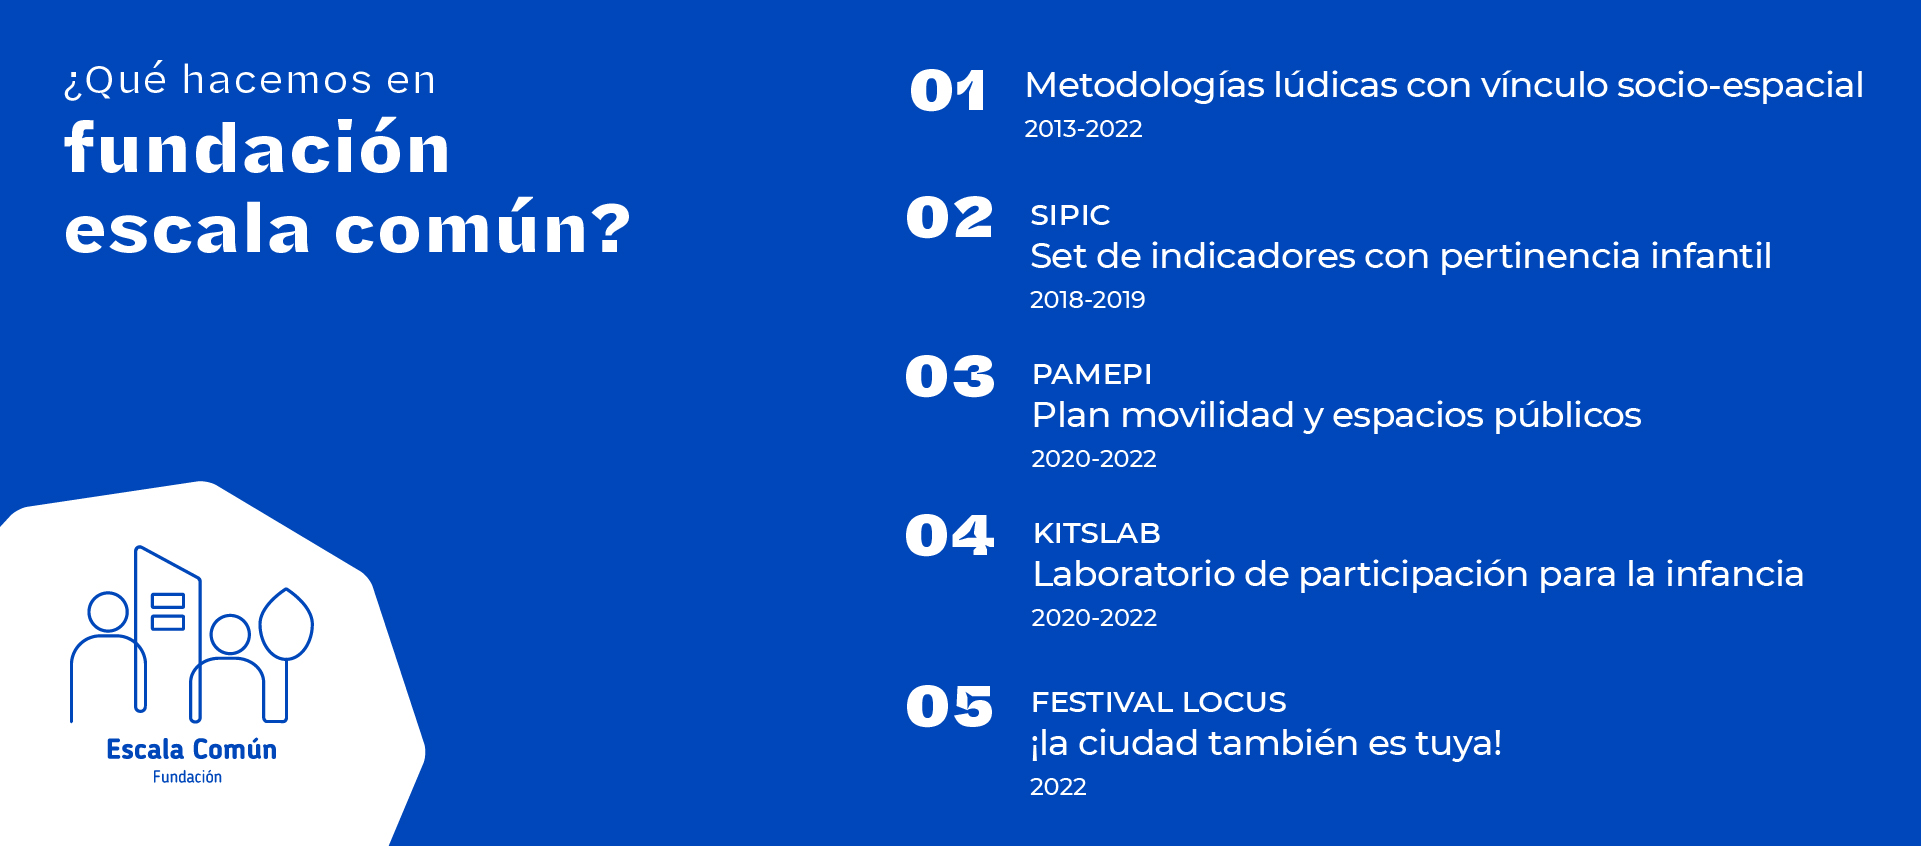 ¿Qué hacemos en
fundación
escala común?
01
Metodologías lúdicas con vínculo socio-espacial
2013-2022
02
SIPIC
Set de indicadores con pertinencia infantil
2018-2019
03
PAMEPI
Plan movilidad y espacios públicos
2020-2022
04
KITSLAB
Laboratorio de participación para la infancia
2020-2022
05
FESTIVAL LOCUS
¡la ciudad también es tuya!
2022
Escala Común
Fundación